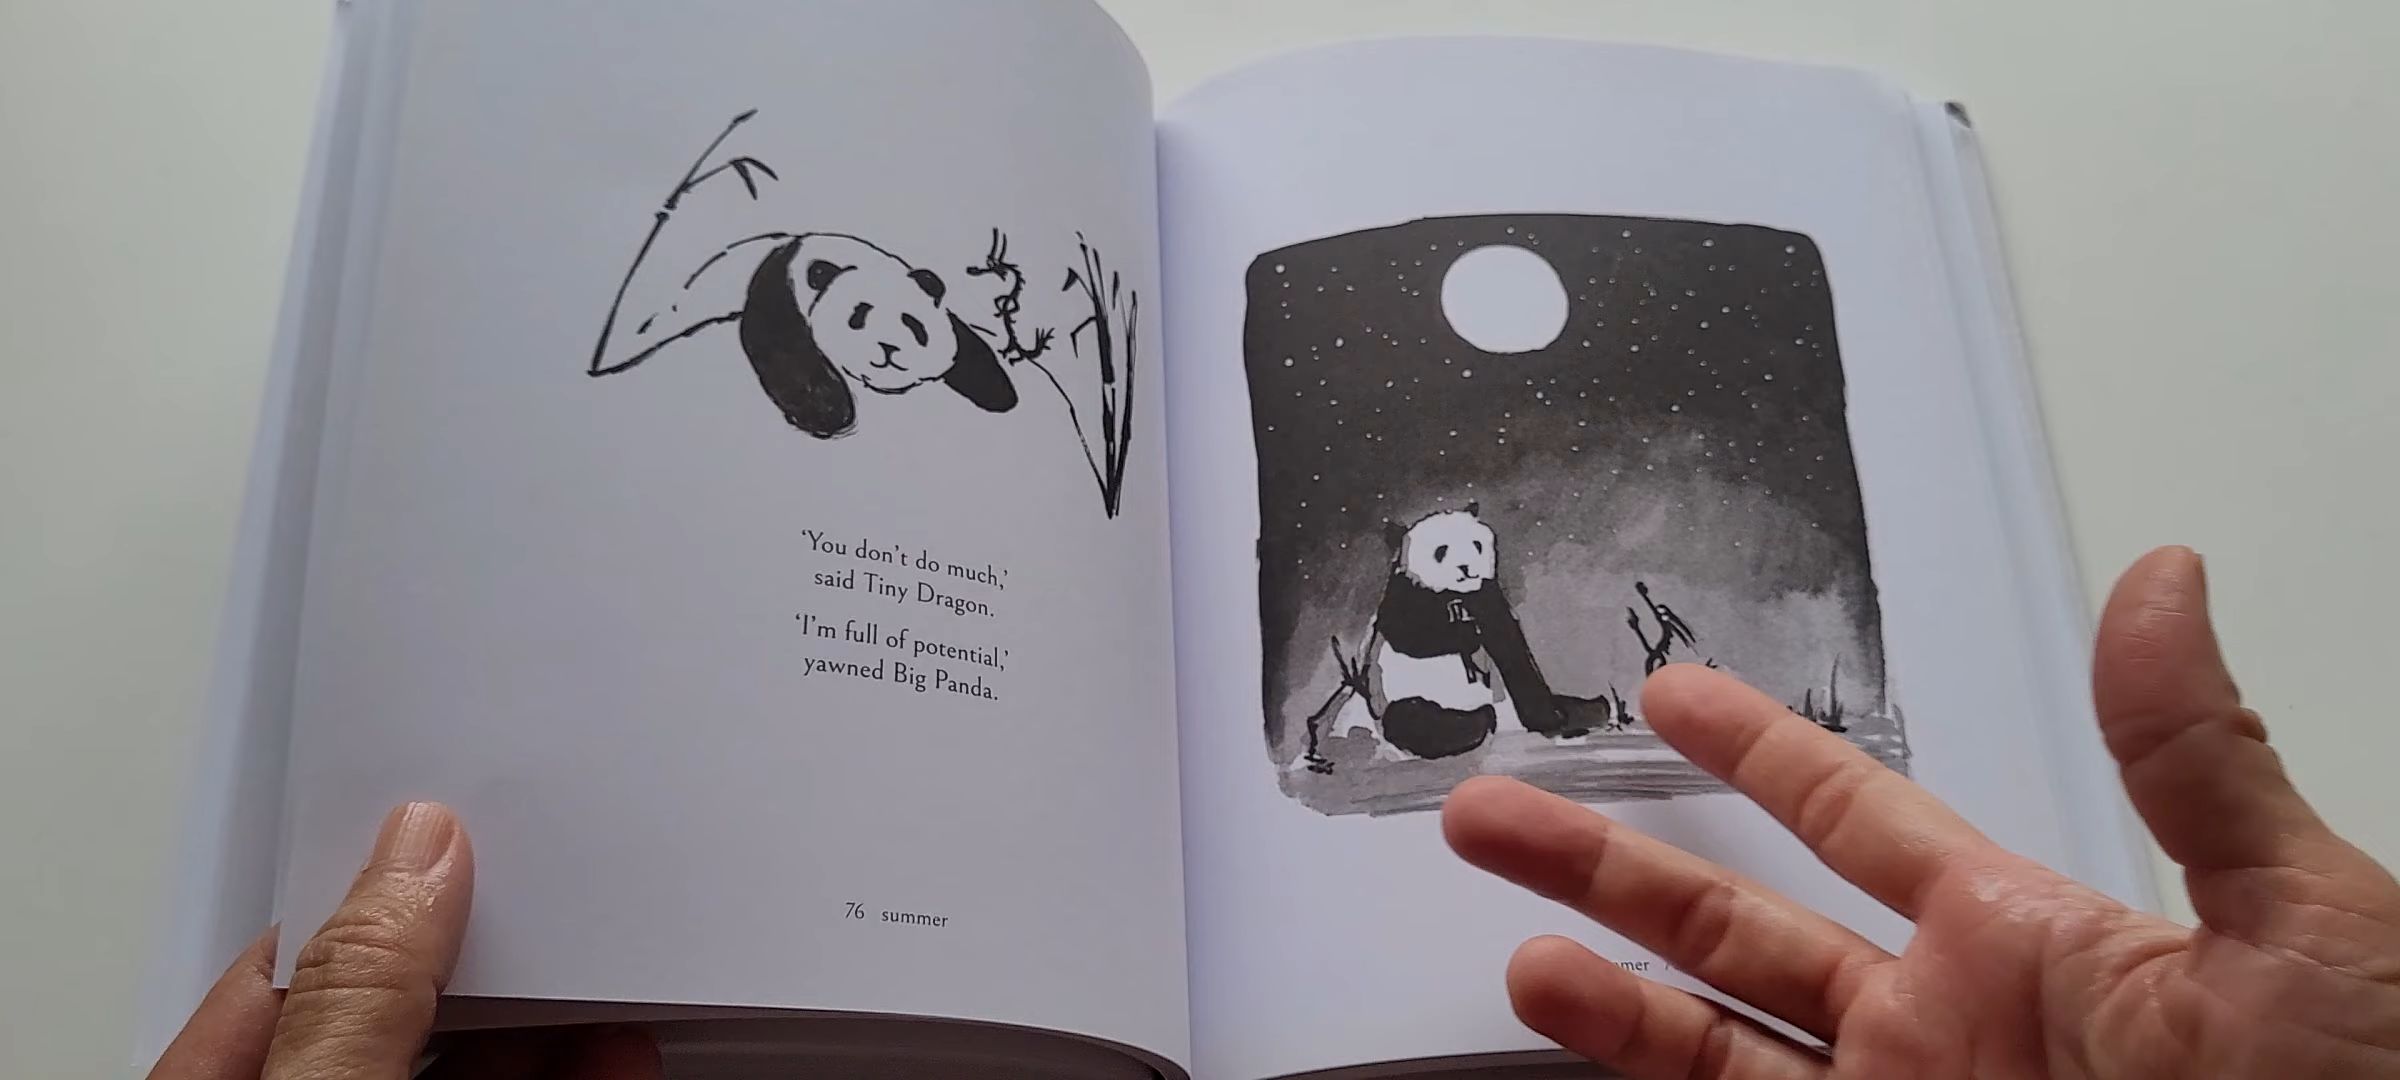 ‘You don’t do much,’
said Tiny Dragon.
‘I’m full of potential,’
yawned Big Panda.
76 summer